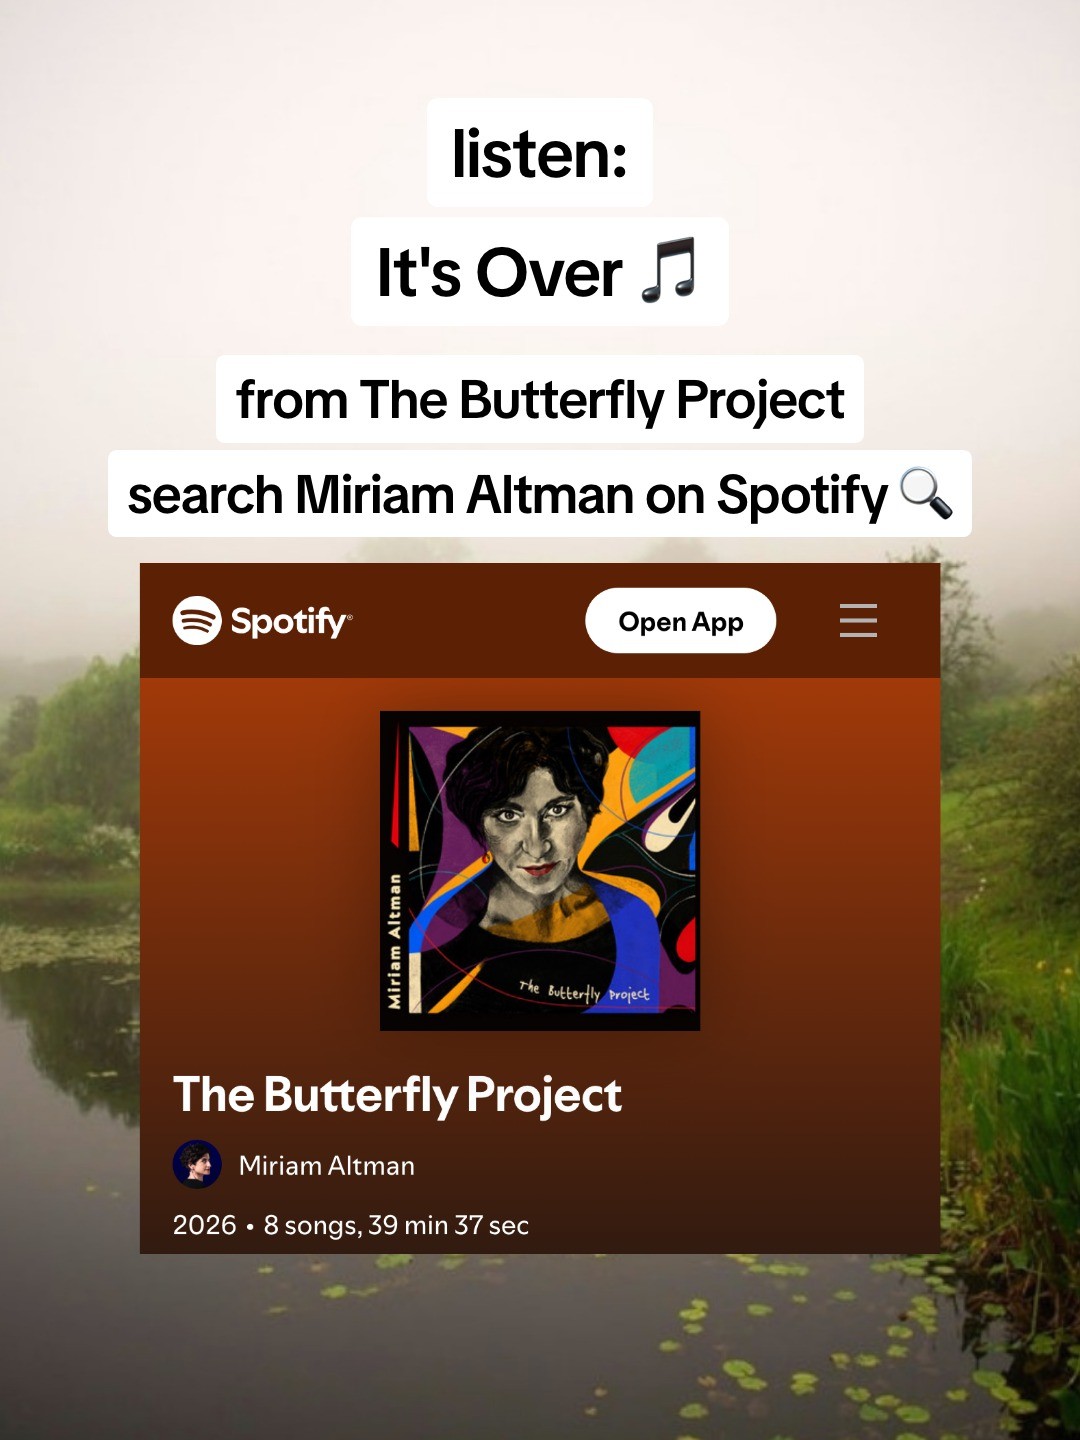 listen:
It's Over 🎵
from The Butterfly Project
search Miriam Altman on Spotify 🔍
Spotify®
Open App
Miriam Altman
The Butterfly Project
The Butterfly Project
Miriam Altman
2026 • 8 songs, 39 min 37 sec